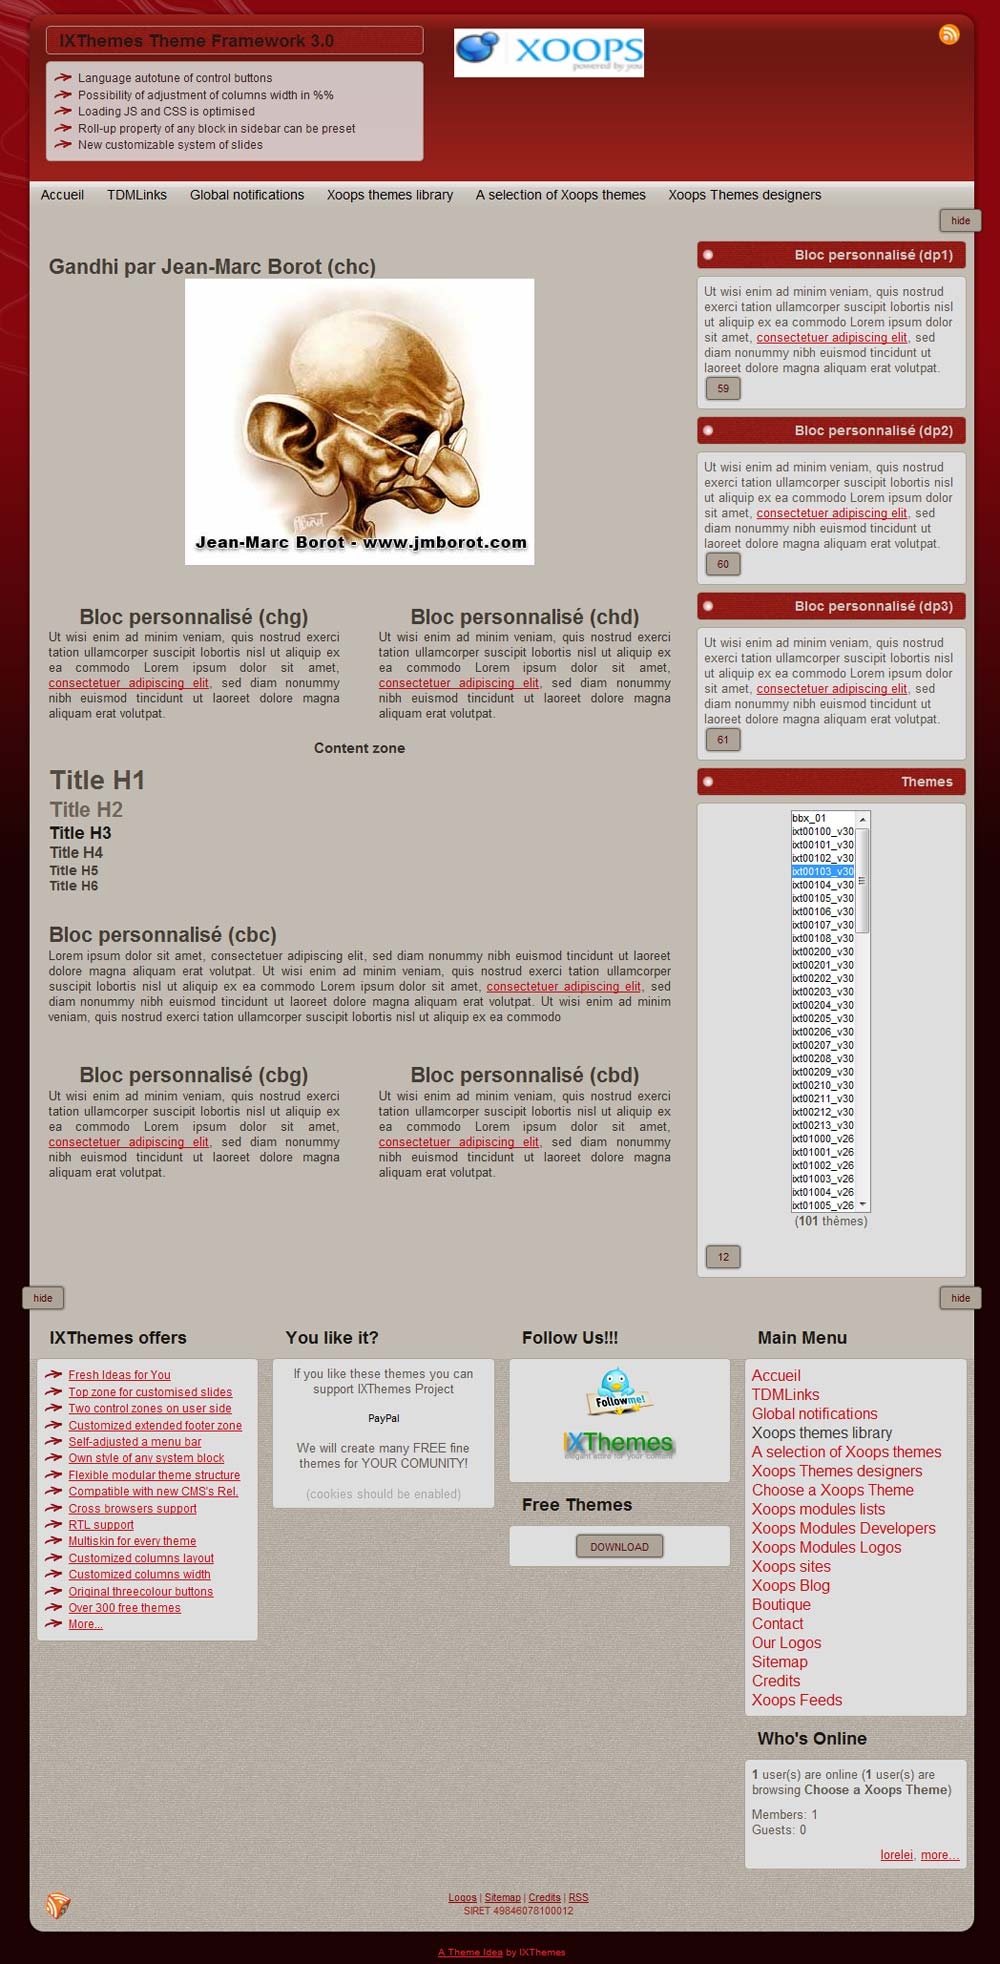 IXThemes Theme Framework 3.0
XOOPS
powered by you
Language autotune of control buttons
Possibility of adjustment of columns width in %%
Loading JS and CSS is optimised
Roll-up property of any block in sidebar can be preset
New customizable system of slides
Accueil TDMLinks Global notifications Xoops themes library A selection of Xoops themes Xoops Themes designers
hide
Gandhi par Jean-Marc Borot (chc)
Jean-Marc Borot - www.jmborot.com
Bloc personnalisé (chg)
Ut wisi enim ad minim veniam, quis nostrud exerci
tation ullamcorper suscipit lobortis nisl ut aliquip ex
ea commodo Lorem ipsum dolor sit amet,
consectetuer adipiscing elit, sed diam nonummy
nibh euismod tincidunt ut laoreet dolore magna
aliquam erat volutpat.
Bloc personnalisé (chd)
Ut wisi enim ad minim veniam, quis nostrud exerci
tation ullamcorper suscipit lobortis nisl ut aliquip ex
ea commodo Lorem ipsum dolor sit amet,
consectetuer adipiscing elit, sed diam nonummy
nibh euismod tincidunt ut laoreet dolore magna
aliquam erat volutpat.
Content zone
Title H1
Title H2
Title H3
Title H4
Title H5
Title H6
Bloc personnalisé (cbc)
Lorem ipsum dolor sit amet, consectetuer adipiscing elit, sed diam nonummy nibh euismod tincidunt ut laoreet
dolore magna aliquam erat volutpat. Ut wisi enim ad minim veniam, quis nostrud exerci tation ullamcorper
suscipit lobortis nisl ut aliquip ex ea commodo Lorem ipsum dolor sit amet, consectetuer adipiscing elit, sed
diam nonummy nibh euismod tincidunt ut laoreet dolore magna aliquam erat volutpat. Ut wisi enim ad minim
veniam, quis nostrud exerci tation ullamcorper suscipit lobortis nisl ut aliquip ex ea commodo
Bloc personnalisé (cbg)
Ut wisi enim ad minim veniam, quis nostrud exerci
tation ullamcorper suscipit lobortis nisl ut aliquip ex
ea commodo Lorem ipsum dolor sit amet,
consectetuer adipiscing elit, sed diam nonummy
nibh euismod tincidunt ut laoreet dolore magna
aliquam erat volutpat.
Bloc personnalisé (cbd)
Ut wisi enim ad minim veniam, quis nostrud exerci
tation ullamcorper suscipit lobortis nisl ut aliquip ex
ea commodo Lorem ipsum dolor sit amet,
consectetuer adipiscing elit, sed diam nonummy
nibh euismod tincidunt ut laoreet dolore magna
aliquam erat volutpat.
Bloc personnalisé (dp1)
Ut wisi enim ad minim veniam, quis nostrud
exerci tation ullamcorper suscipit lobortis nisl
ut aliquip ex ea commodo Lorem ipsum dolor
sit amet, consectetuer adipiscing elit, sed
diam nonummy nibh euismod tincidunt ut
laoreet dolore magna aliquam erat volutpat.
59
Bloc personnalisé (dp2)
Ut wisi enim ad minim veniam, quis nostrud
exerci tation ullamcorper suscipit lobortis nisl
ut aliquip ex ea commodo Lorem ipsum dolor
sit amet, consectetuer adipiscing elit, sed
diam nonummy nibh euismod tincidunt ut
laoreet dolore magna aliquam erat volutpat.
60
Bloc personnalisé (dp3)
Ut wisi enim ad minim veniam, quis nostrud
exerci tation ullamcorper suscipit lobortis nisl
ut aliquip ex ea commodo Lorem ipsum dolor
sit amet, consectetuer adipiscing elit, sed
diam nonummy nibh euismod tincidunt ut
laoreet dolore magna aliquam erat volutpat.
61
Themes
bbx_01
ixt00100_v30
ixt00101_v30
ixt00102_v30
ixt00103_v30
ixt00104_v30
ixt00105_v30
ixt00106_v30
ixt00107_v30
ixt00108_v30
ixt00200_v30
ixt00201_v30
ixt00202_v30
ixt00203_v30
ixt00204_v30
ixt00205_v30
ixt00206_v30
ixt00207_v30
ixt00208_v30
ixt00209_v30
ixt00210_v30
ixt00211_v30
ixt00212_v30
ixt00213_v30
ixt01000_v26
ixt01001_v26
ixt01002_v26
ixt01003_v26
ixt01004_v26
ixt01005_v26
(101 thèmes)
12
hide
hide
IXThemes offers
Fresh Ideas for You
Top zone for customised slides
Two control zones on user side
Customized extended footer zone
Self-adjusted a menu bar
Own style of any system block
Flexible modular theme structure
Compatible with new CMS's Rel.
Cross browsers support
RTL support
Multiskin for every theme
Customized columns layout
Customized columns width
Original threecolour buttons
Over 300 free themes
More...
You like it?
If you like these themes you can
support IXThemes Project
PayPal
We will create many FREE fine
themes for YOUR COMUNITY!
(cookies should be enabled)
Follow Us!!!
Follow me!
IXThemes
elegant attire for your content
Free Themes
DOWNLOAD
Main Menu
Accueil
TDMLinks
Global notifications
Xoops themes library
A selection of Xoops themes
Xoops Themes designers
Choose a Xoops Theme
Xoops modules lists
Xoops Modules Developers
Xoops Modules Logos
Xoops sites
Xoops Blog
Boutique
Contact
Our Logos
Sitemap
Credits
Xoops Feeds
Who's Online
1 user(s) are online (1 user(s) are
browsing Choose a Xoops Theme)
Members: 1
Guests: 0
lorelei, more...
Logos | Sitemap | Credits | RSS
SIRET 49846078100012
A Theme Idea by IXThemes